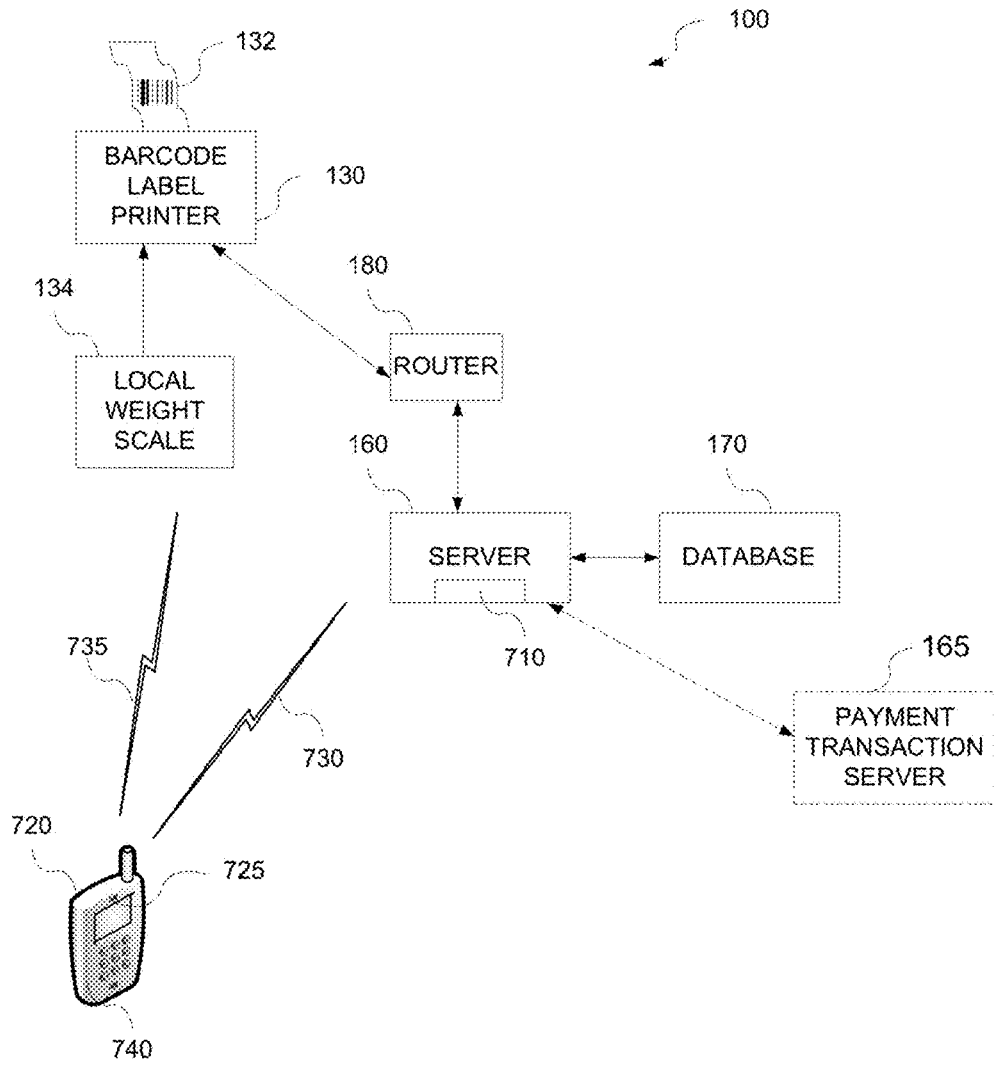 100
132
BARCODE
LABEL
PRINTER
130
180
134
ROUTER
LOCAL
WEIGHT
SCALE
160
170
SERVER
DATABASE
735
710
165
730
PAYMENT
TRANSACTION
SERVER
720
725
740